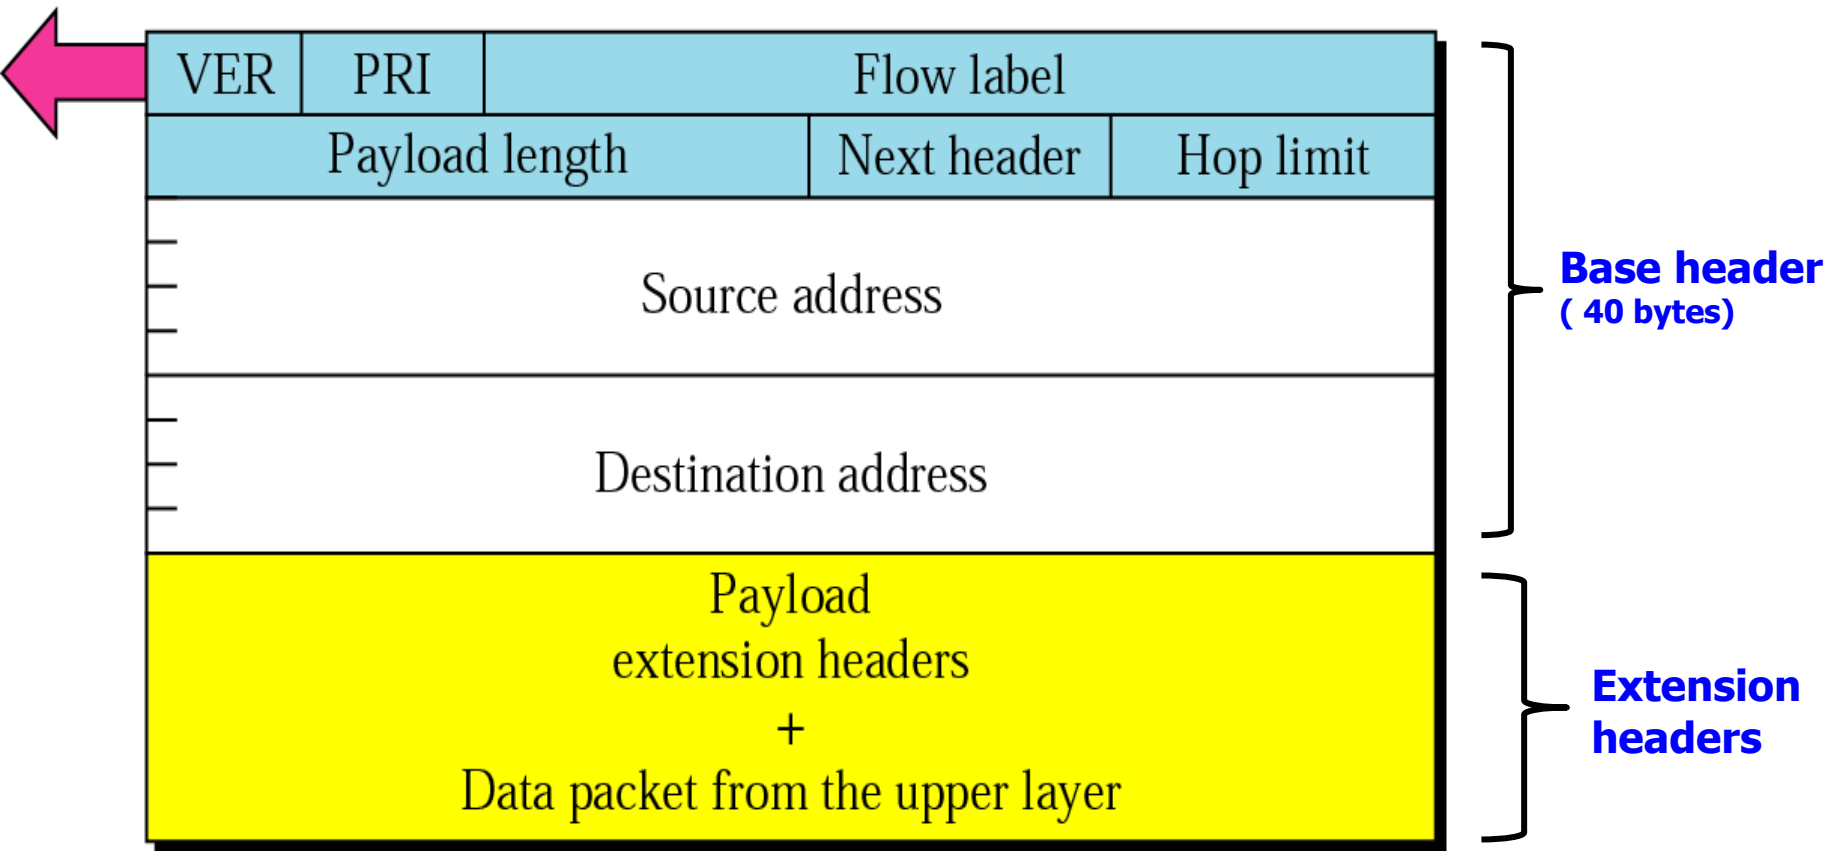 VER PRI Flow label
Payload length Next header Hop limit
Source address
Destination address
Payload
extension headers
+
Data packet from the upper layer
Base header
( 40 bytes)
Extension
headers